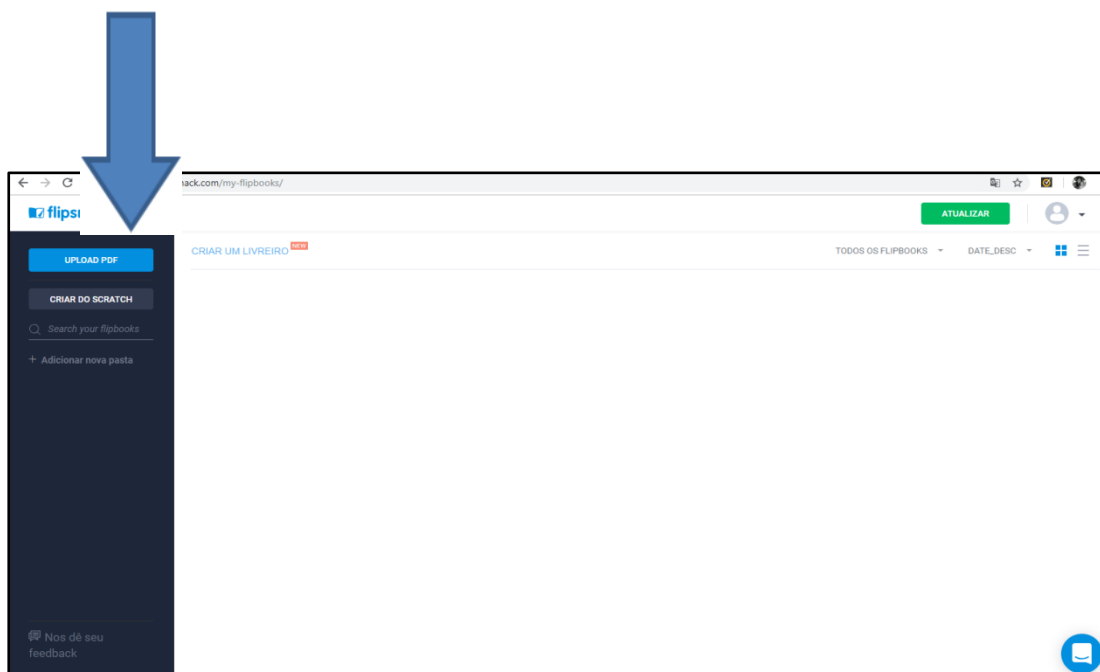 nack.com/my-flipbooks/
flips
ATUALIZAR
UPLOAD PDF
CRIAR UM LIVREIRO NEW
TODOS OS FLIPBOOKS
DATE_DESC
CRIAR DO SCRATCH
Search your flipbooks
+ Adicionar nova pasta
Nos dê seu
feedback